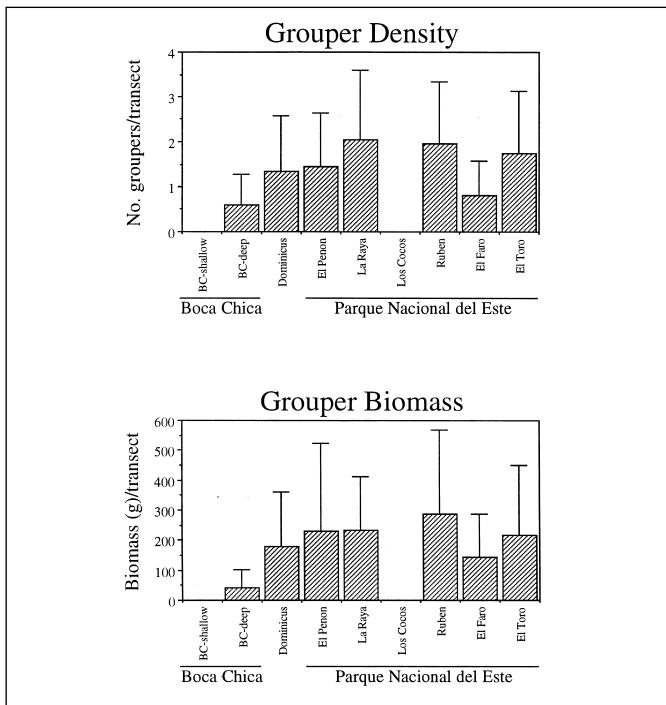 Grouper Density
No. groupers/transect
4
3
2
1
0
BC-shallow
BC-deep
Dominicus
El Penon
La Raya
Los Cocos
Ruben
El Faro
El Toro
Boca Chica
Parque Nacional del Este
Grouper Biomass
Biomass (g)/transect
600
500
400
300
200
100
0
BC-shallow
BC-deep
Dominicus
El Penon
La Raya
Los Cocos
Ruben
El Faro
El Toro
Boca Chica
Parque Nacional del Este